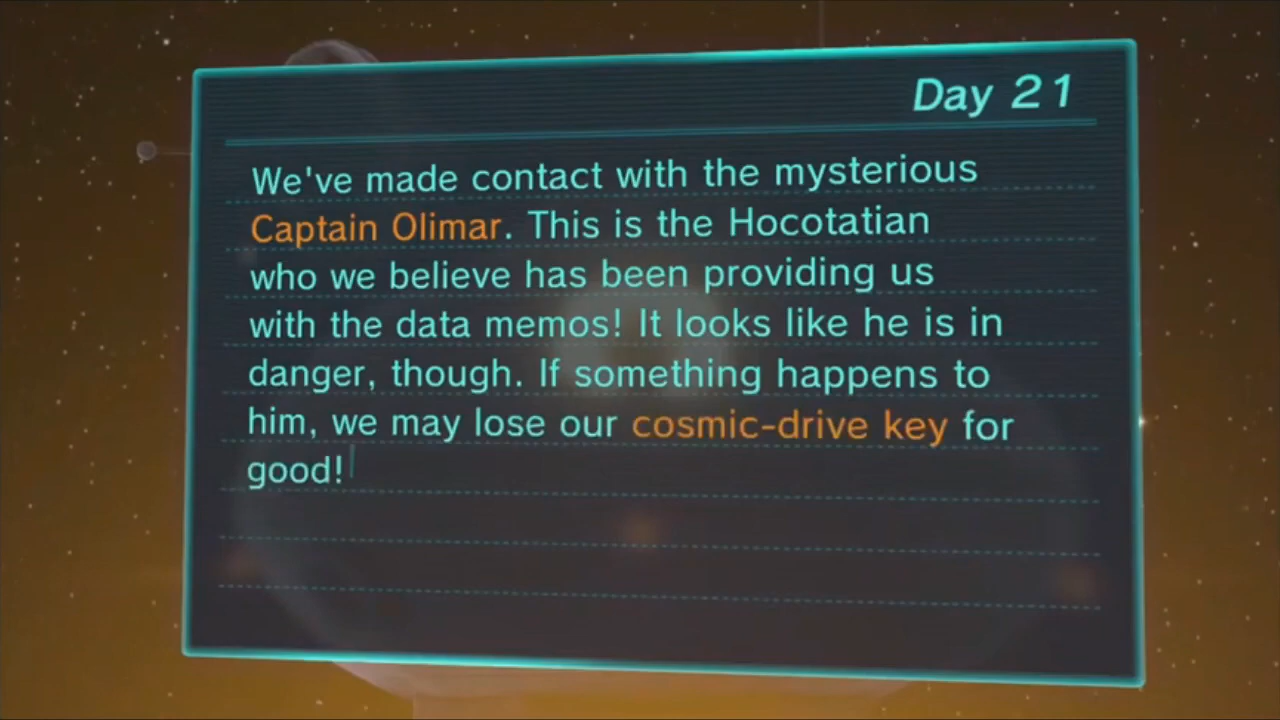 Day 21
We've made contact with the mysterious
Captain Olimar. This is the Hocotatian
who we believe has been providing us
with the data memos! It looks like he is in
danger, though. If something happens to
him, we may lose our cosmic-drive key for
good!